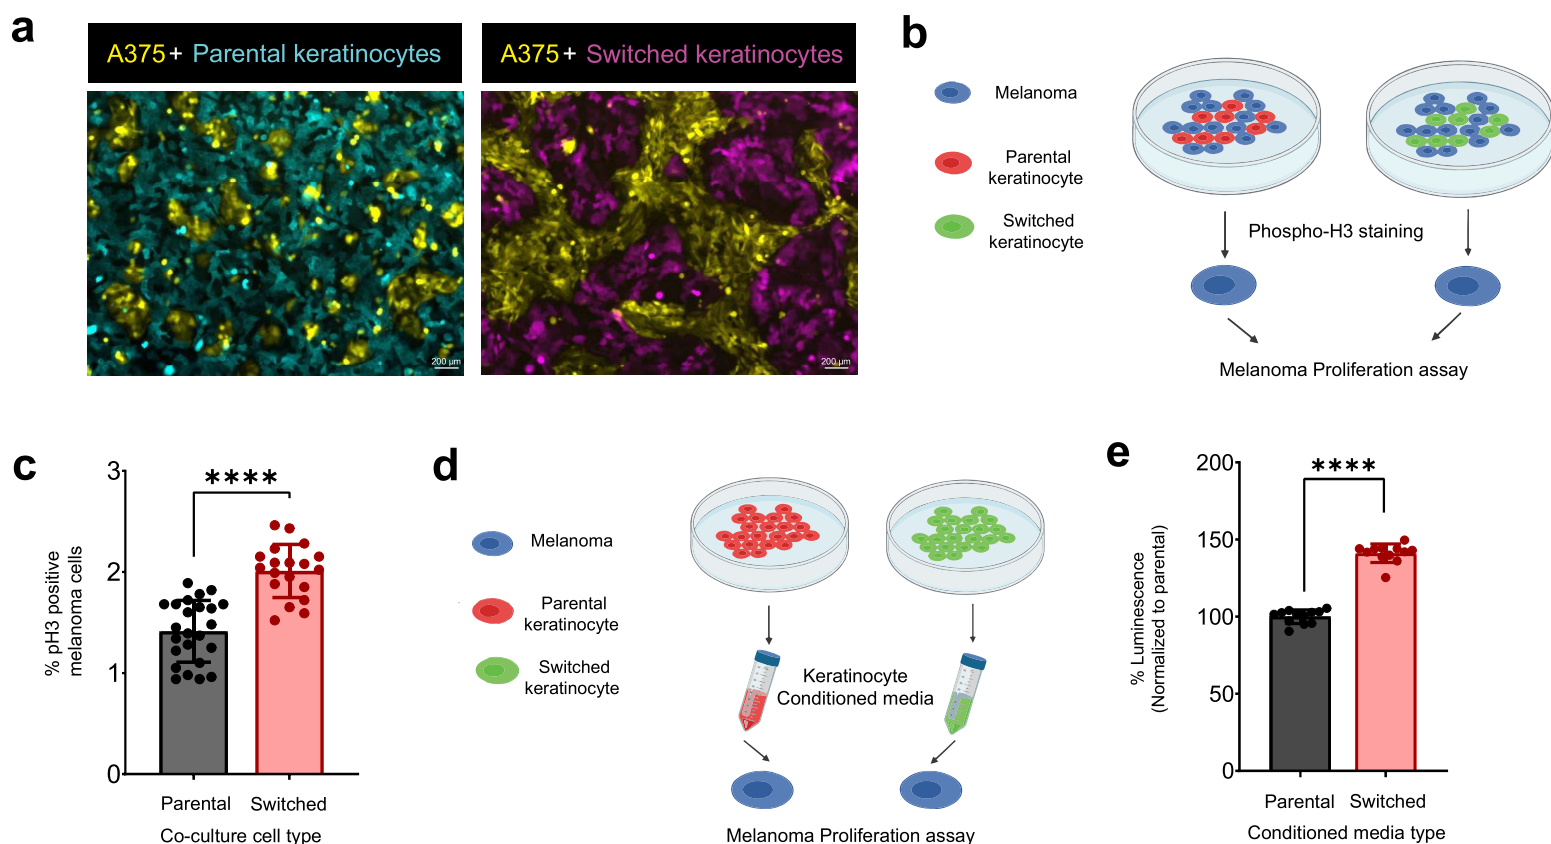 a
A375 + Parental keratinocytes
A375 + Switched keratinocytes
200 µm
200 µm
b
Melanoma
Parental
keratinocyte
Switched
keratinocyte
Phospho-H3 staining
Melanoma Proliferation assay
c
% pH3 positive
melanoma cells
3
2
1
0
****
Parental
Switched
Co-culture cell type
d
Melanoma
Parental
keratinocyte
Switched
keratinocyte
Keratinocyte
Conditioned media
Melanoma Proliferation assay
e
% Luminescence
(Normalized to parental)
200
150
100
50
0
****
Parental
Switched
Conditioned media type